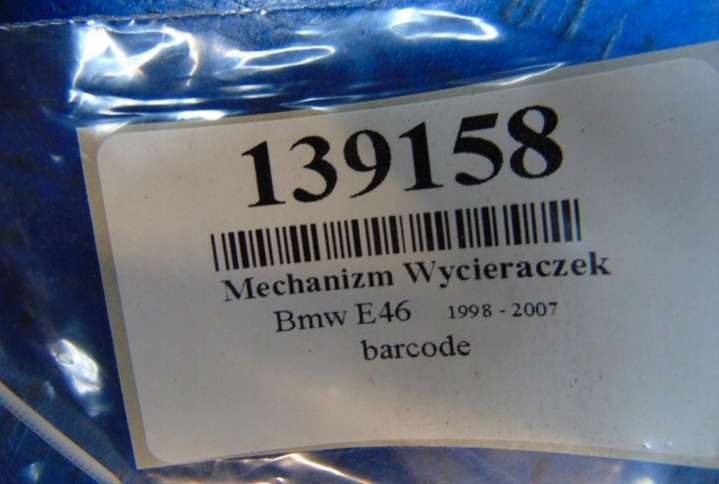 139158
Mechanizm Wycieraczek
Bmw E46 1998 - 2007
barcode